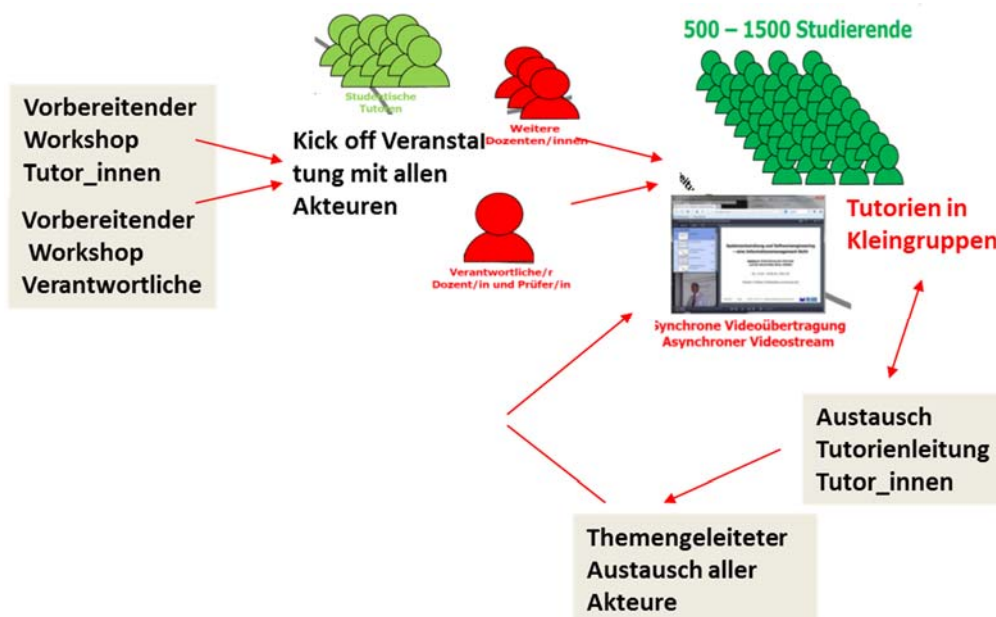 500 – 1500 Studierende
Studentische
Tutoren
Weitere
Dozenten/innen
Vorbereitender
Workshop
Tutor_innen
Vorbereitender
Workshop
Verantwortliche
Kick off Veranstal
tung mit allen
Akteuren
Verantwortliche/r
Dozent/in und Prüfer/in
Tutorien in
Kleingruppen
Synchrone Videoübertragung
Asynchroner Videostream
Austausch
Tutorienleitung
Tutor_innen
Themengeleiteter
Austausch aller
Akteure